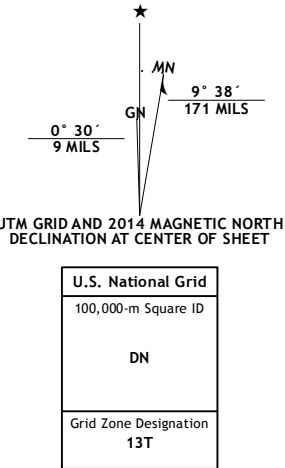 MN
GN
9° 38´
171 MILS
0° 30´
9 MILS
UTM GRID AND 2014 MAGNETIC NORTH
DECLINATION AT CENTER OF SHEET
U.S. National Grid
100,000-m Square ID
DN
Grid Zone Designation
13T